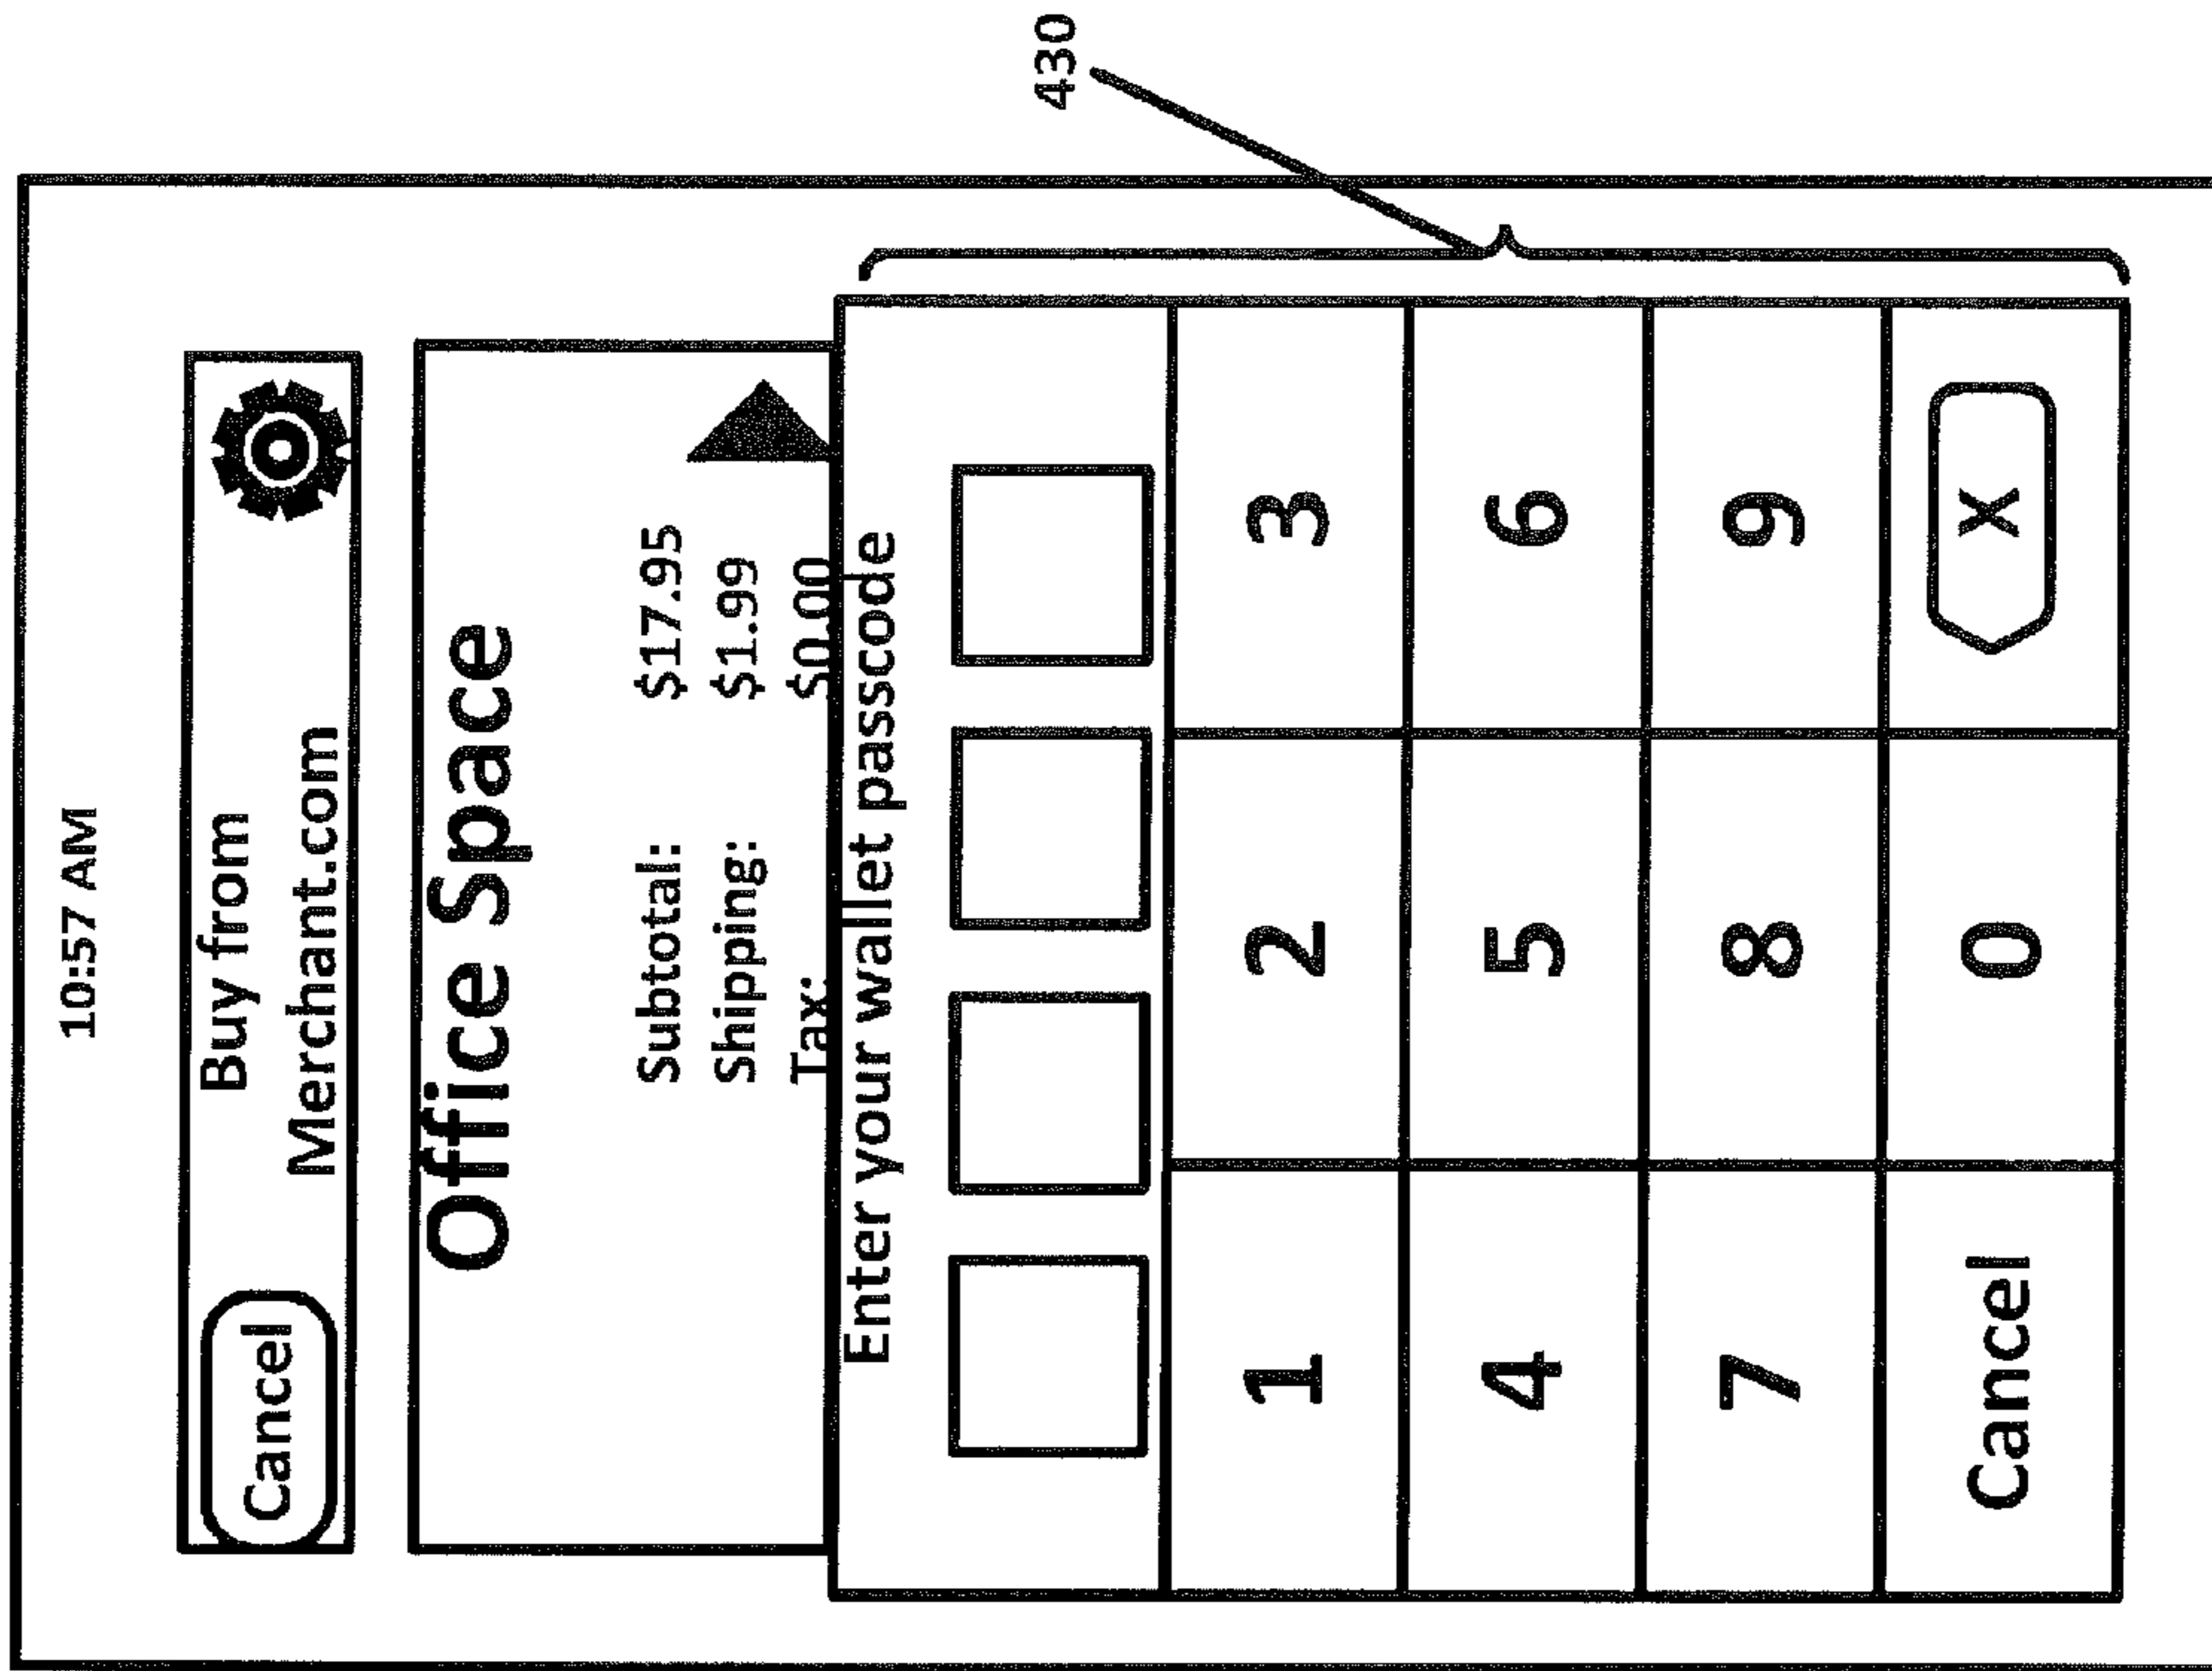 10:57 AM
Cancel
Buy from
Merchant.com
Office Space
Subtotal: $17.95
Shipping: $1.99
Tax: $0.00
Enter your wallet passcode
1 2 3
4 5 6
7 8 9
Cancel 0 X
430